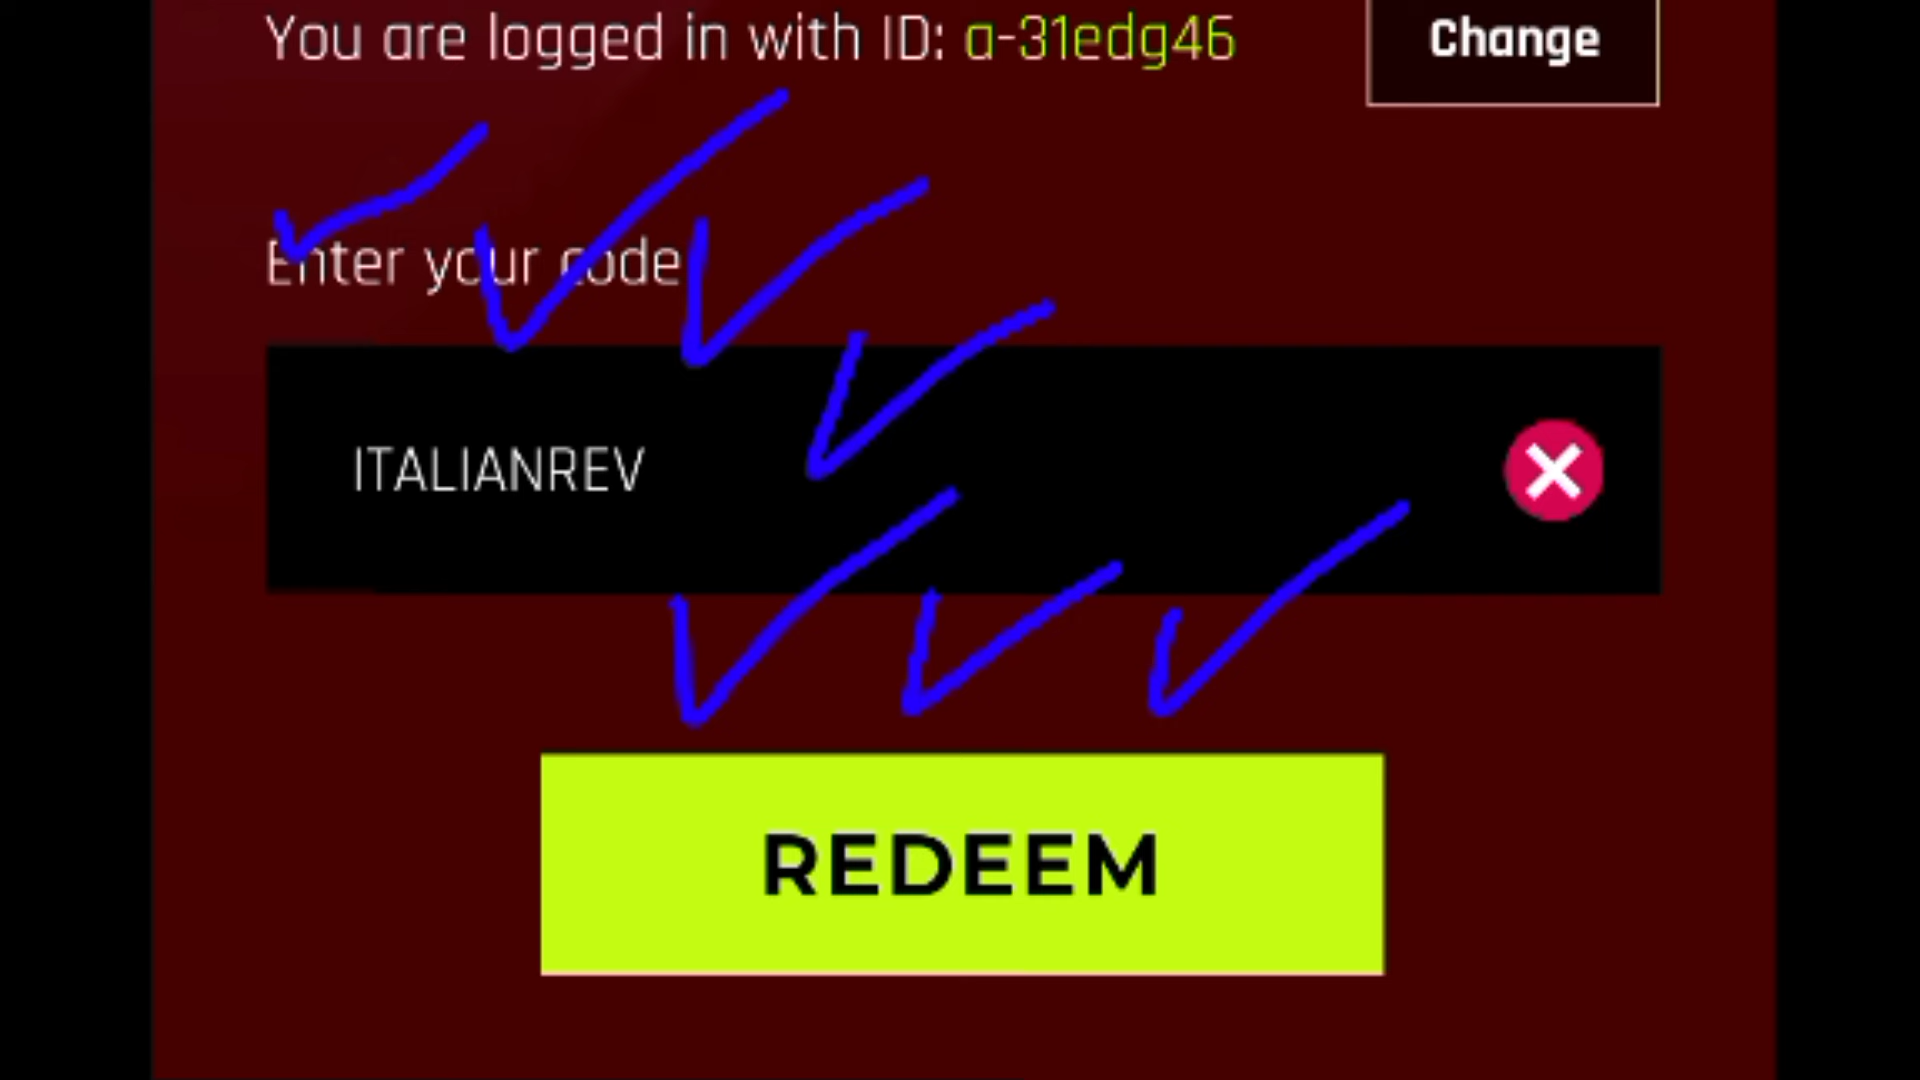 You are logged in with ID: a-31edg46
Change
Enter your code
ITALIANREV
REDEEM